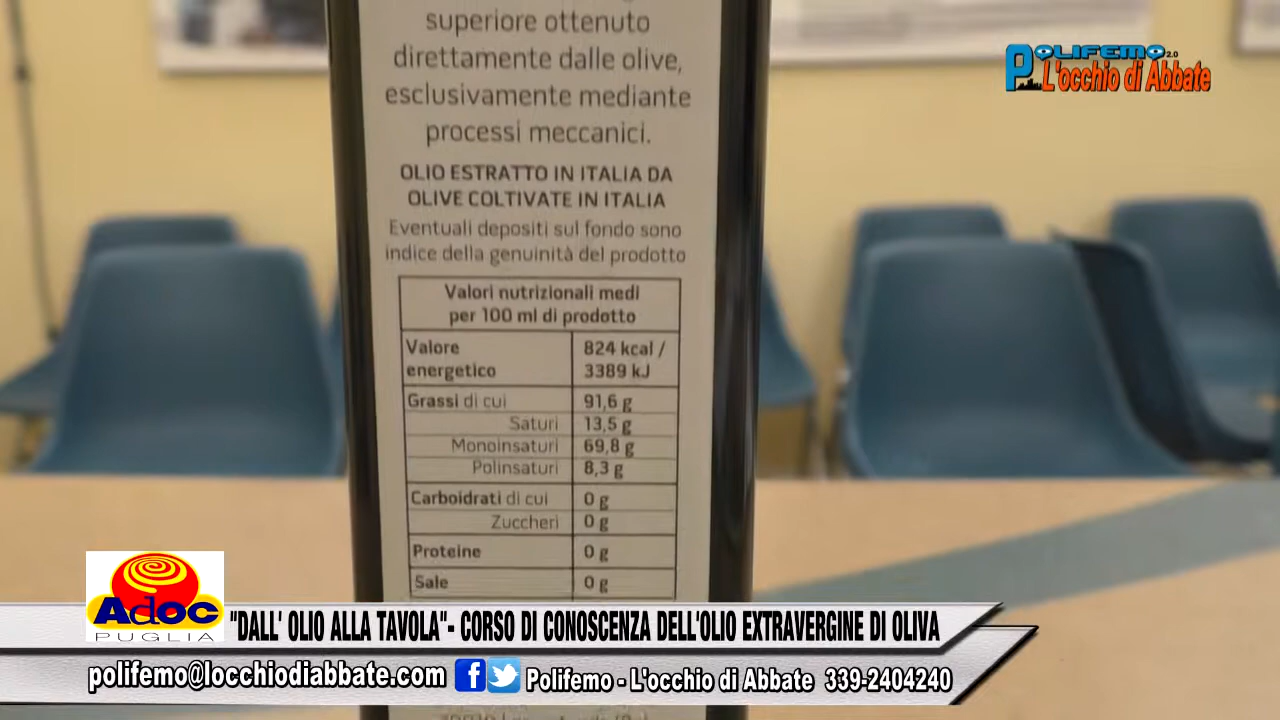 superiore ottenuto
direttamente dalle olive,
esclusivamente mediante
processi meccanici.
OLIO ESTRATTO IN ITALIA DA
OLIVE COLTIVATE IN ITALIA
Eventuali depositi sul fondo sono
indice della genuinità del prodotto
Valori nutrizionali medi
per 100 ml di prodotto
Valore energetico 824 kcal / 3389 kJ
Grassi di cui 91,6 g
Saturi 13,5 g
Monoinsaturi 69,8 g
Polinsaturi 8,3 g
Carboidrati di cui 0 g
Zuccheri 0 g
Proteine 0 g
Sale 0 g
POLIFEMO 2.0
L'occhio di Abbate
Adoc
PUGLIA
"DALL' OLIO ALLA TAVOLA"- CORSO DI CONOSCENZA DELL'OLIO EXTRAVERGINE DI OLIVA
polifemo@locchiodiabbate.com f Polifemo - L'occhio di Abbate 339-2404240